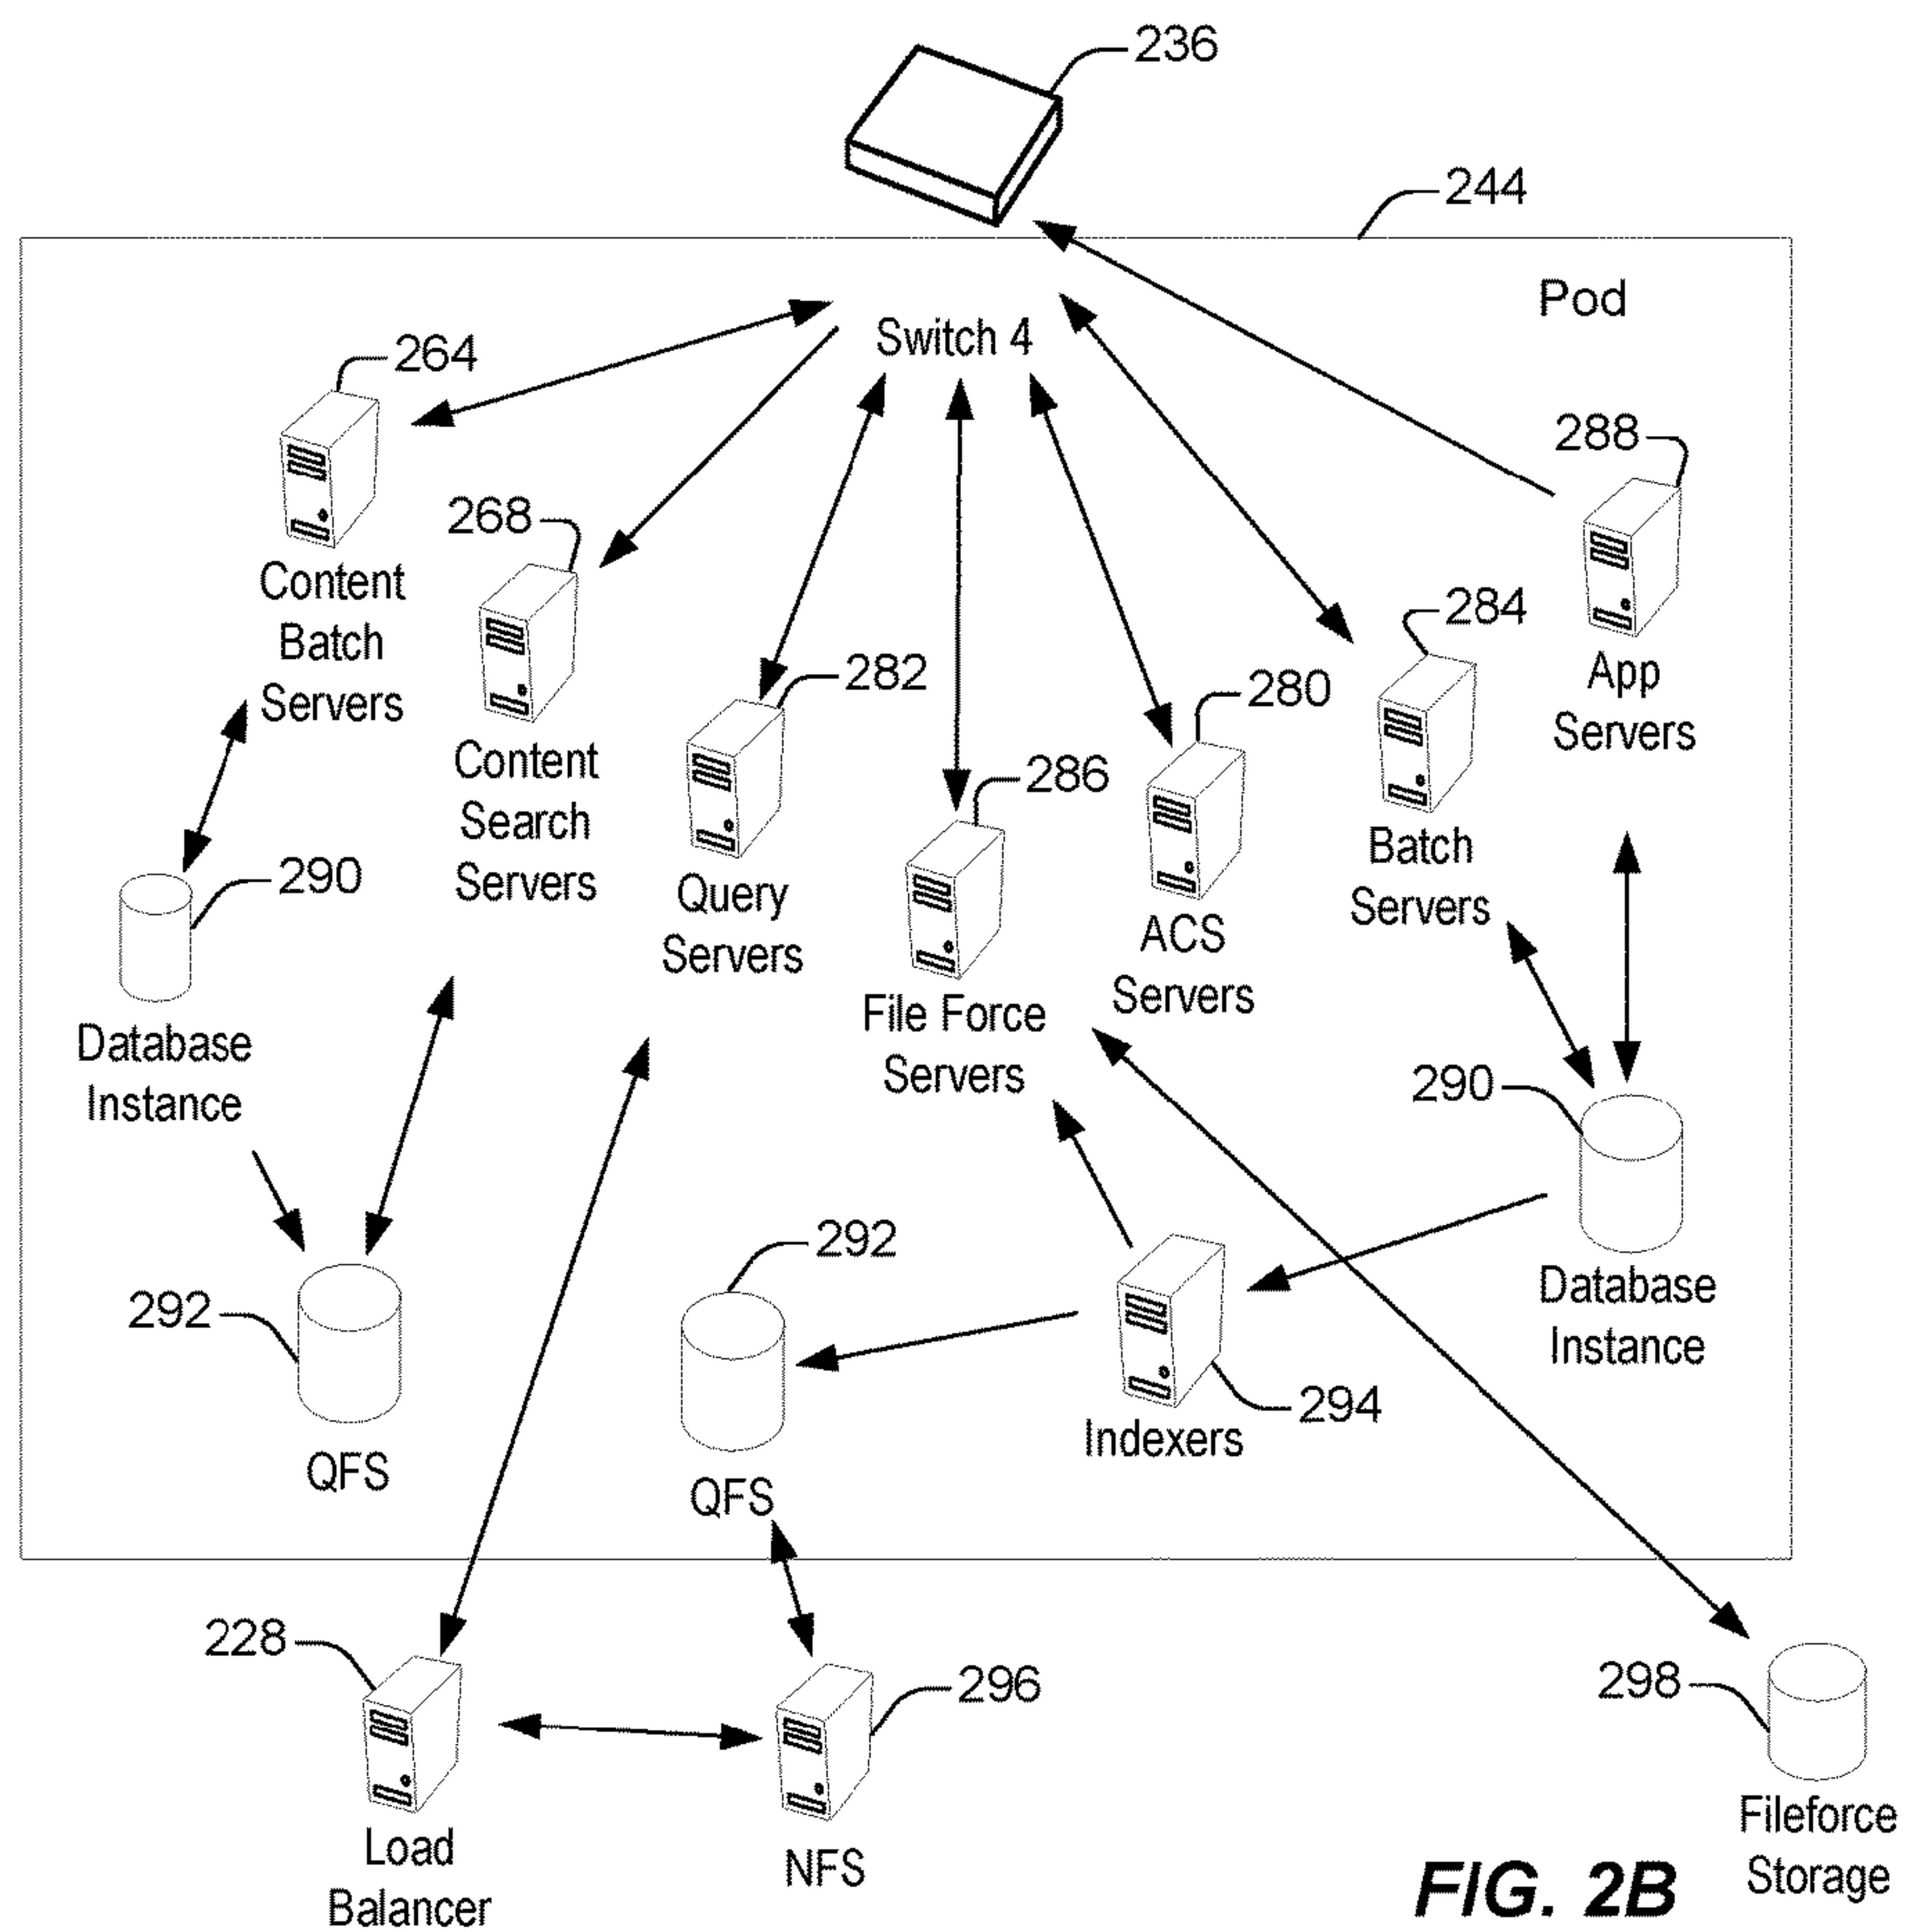 236
244
Pod
Switch 4
264
288
268
Content
Batch
Servers
284
282
280
App
Servers
Content
Search
Servers
286
290
Batch
Servers
Query
Servers
ACS
Servers
File Force
Servers
Database
Instance
290
292
292
Database
Instance
294
Indexers
QFS
QFS
228
296
298
Load
Balancer
NFS
Fileforce
Storage
FIG. 2B